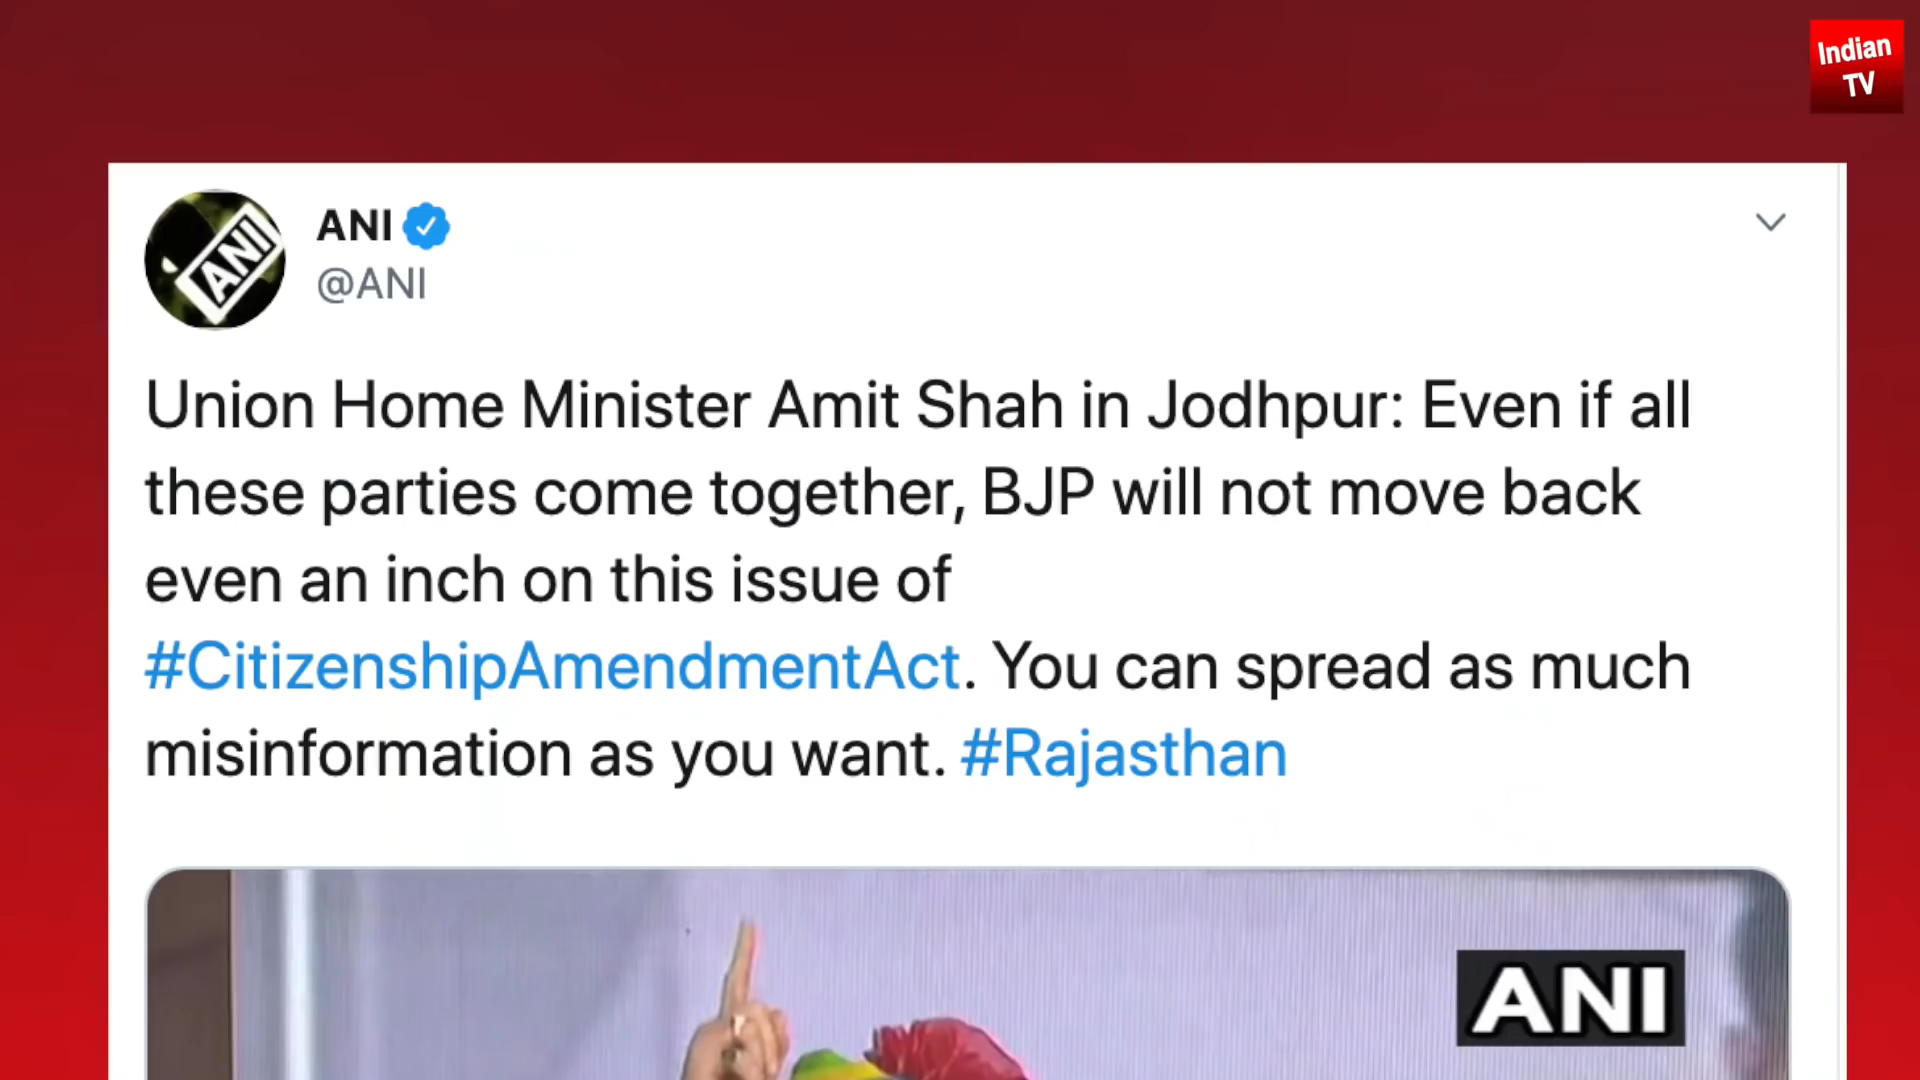 Indian
TV
ANI
ANI
@ANI
Union Home Minister Amit Shah in Jodhpur: Even if all
these parties come together, BJP will not move back
even an inch on this issue of
#CitizenshipAmendmentAct. You can spread as much
misinformation as you want. #Rajasthan
ANI